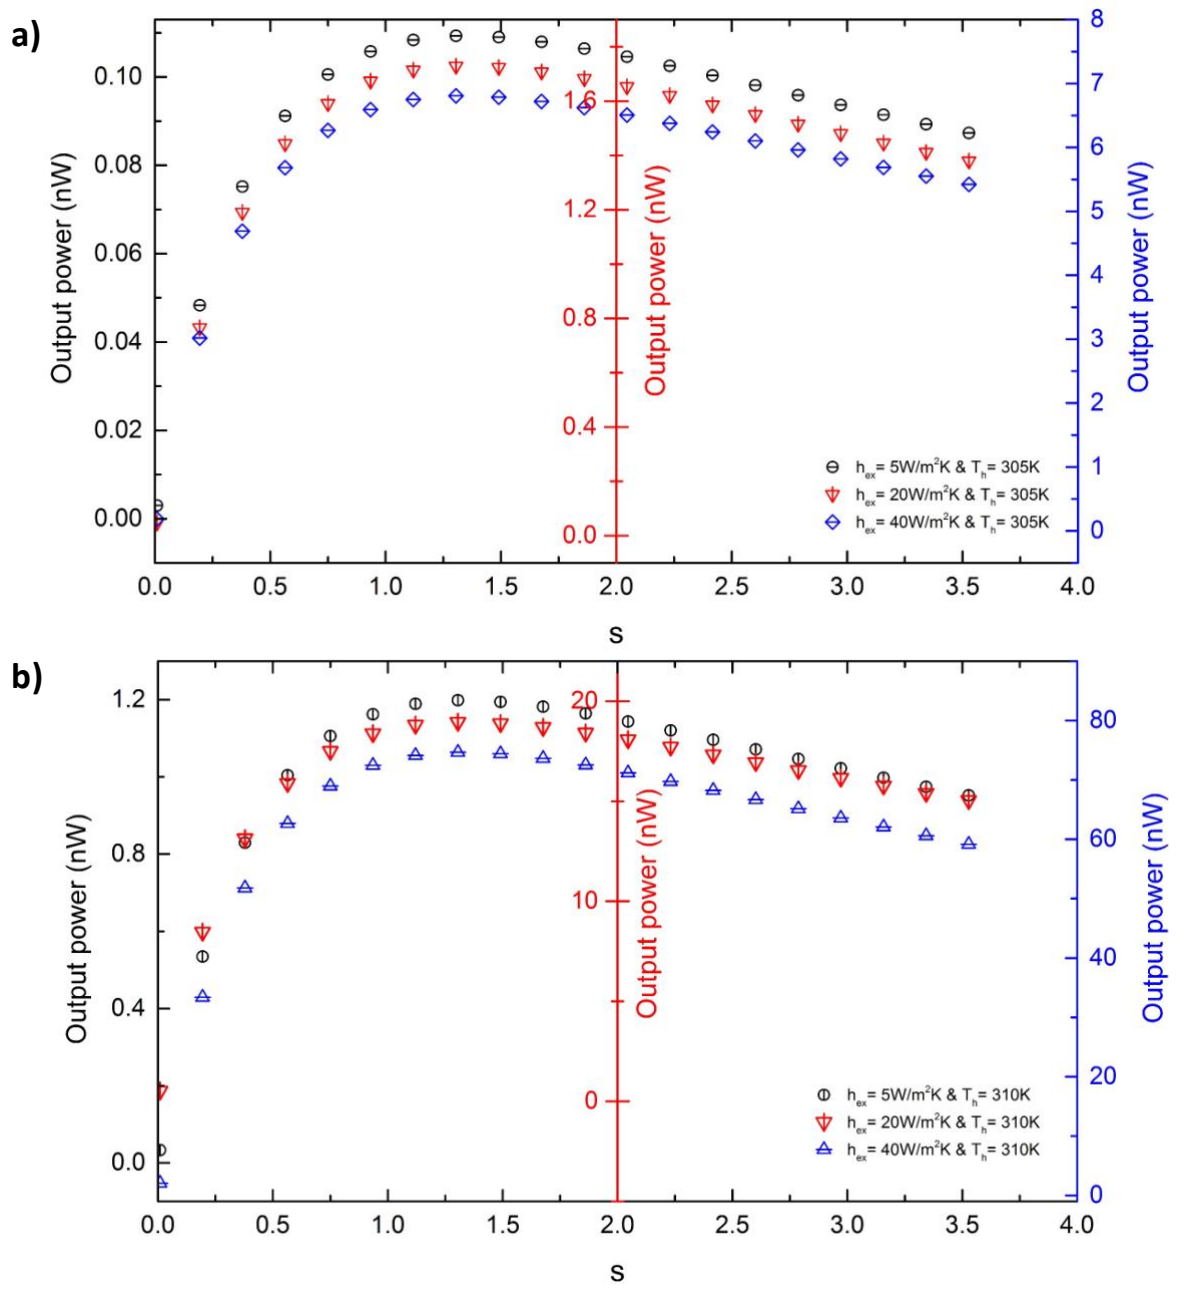 a)
Output power (nW)
0.10
0.08
0.06
0.04
0.02
0.00
1.6
1.2
0.8
0.4
0.0
Output power (nW)
8
7
6
5
4
3
2
1
0
Output power (nW)
hex= 5W/m²K & Th= 305K
hex= 20W/m²K & Th= 305K
hex= 40W/m²K & Th= 305K
0.0 0.5 1.0 1.5 2.0 2.5 3.0 3.5 4.0
s
b)
Output power (nW)
1.2
0.8
0.4
0.0
20
10
0
Output power (nW)
80
60
40
20
0
Output power (nW)
hex= 5W/m²K & Th= 310K
hex= 20W/m²K & Th= 310K
hex= 40W/m²K & Th= 310K
0.0 0.5 1.0 1.5 2.0 2.5 3.0 3.5 4.0
s